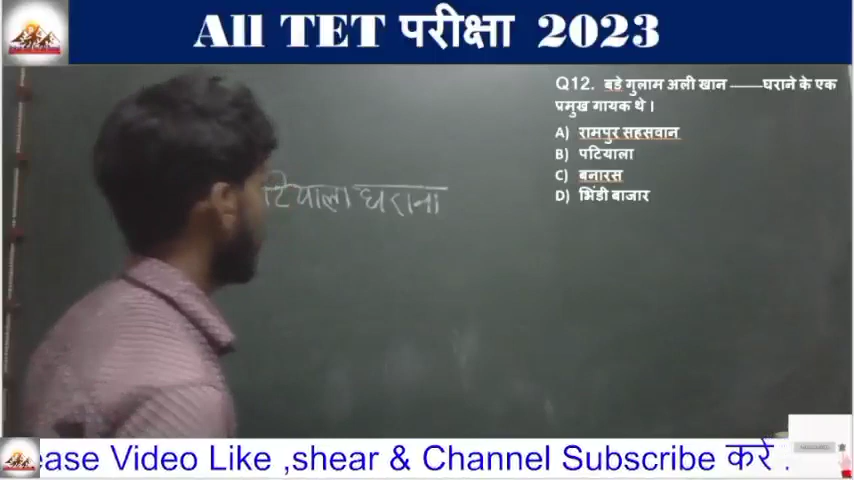 All TET परीक्षा 2023
Q12. बडे गुलाम अली खान ——घराने के एक
प्रमुख गायक थे ।
A) रामपुर सहसवान
B) पटियाला
C) बनारस
D) भिंडी बाजार
टियाला घराना
ease Video Like ,shear & Channel Subscribe करे .